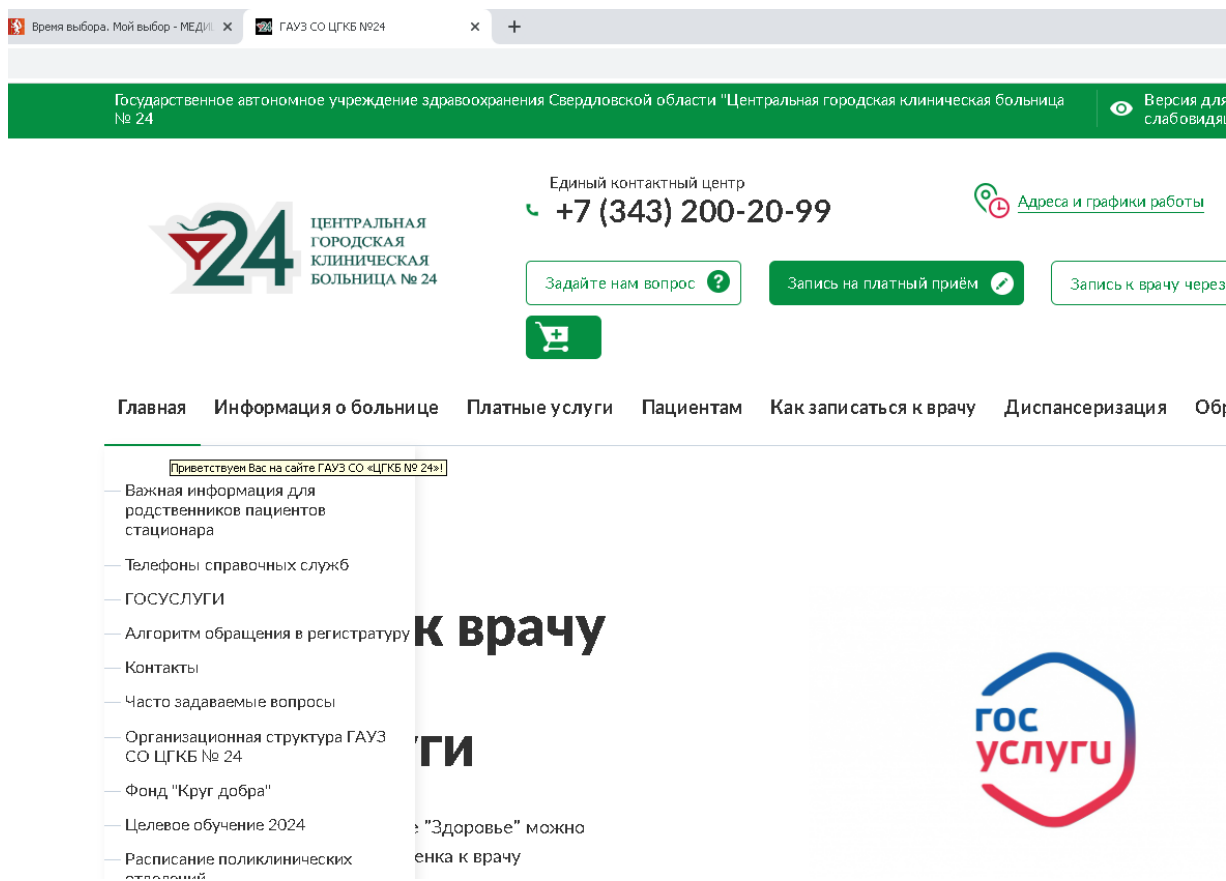 Время выбора. Мой выбор - МЕДИ
ГАУЗ СО ЦГКБ №24
Государственное автономное учреждение здравоохранения Свердловской области "Центральная городская клиническая больница
№ 24
Версия для
слабовидящ
Единый контактный центр
+7 (343) 200-20-99
Адреса и графики работы
24
ЦЕНТРАЛЬНАЯ
ГОРОДСКАЯ
КЛИНИЧЕСКАЯ
БОЛЬНИЦА № 24
Задайте нам вопрос ?
Запись на платный приём
Запись к врачу через
Главная Информация о больнице Платные услуги Пациентам Как записаться к врачу Диспансеризация Обр
Приветствуем Вас на сайте ГАУЗ СО «ЦГКБ № 24»!
Важная информация для
родственников пациентов
стационара
Телефоны справочных служб
ГОСУСЛУГИ
Алгоритм обращения в регистратуру
Контакты
Часто задаваемые вопросы
Организационная структура ГАУЗ
СО ЦГКБ № 24
Фонд "Круг добра"
Целевое обучение 2024
Расписание поликлинических
отделений
к врачу
ги
е "Здоровье" можно
енка к врачу
гос
услуги